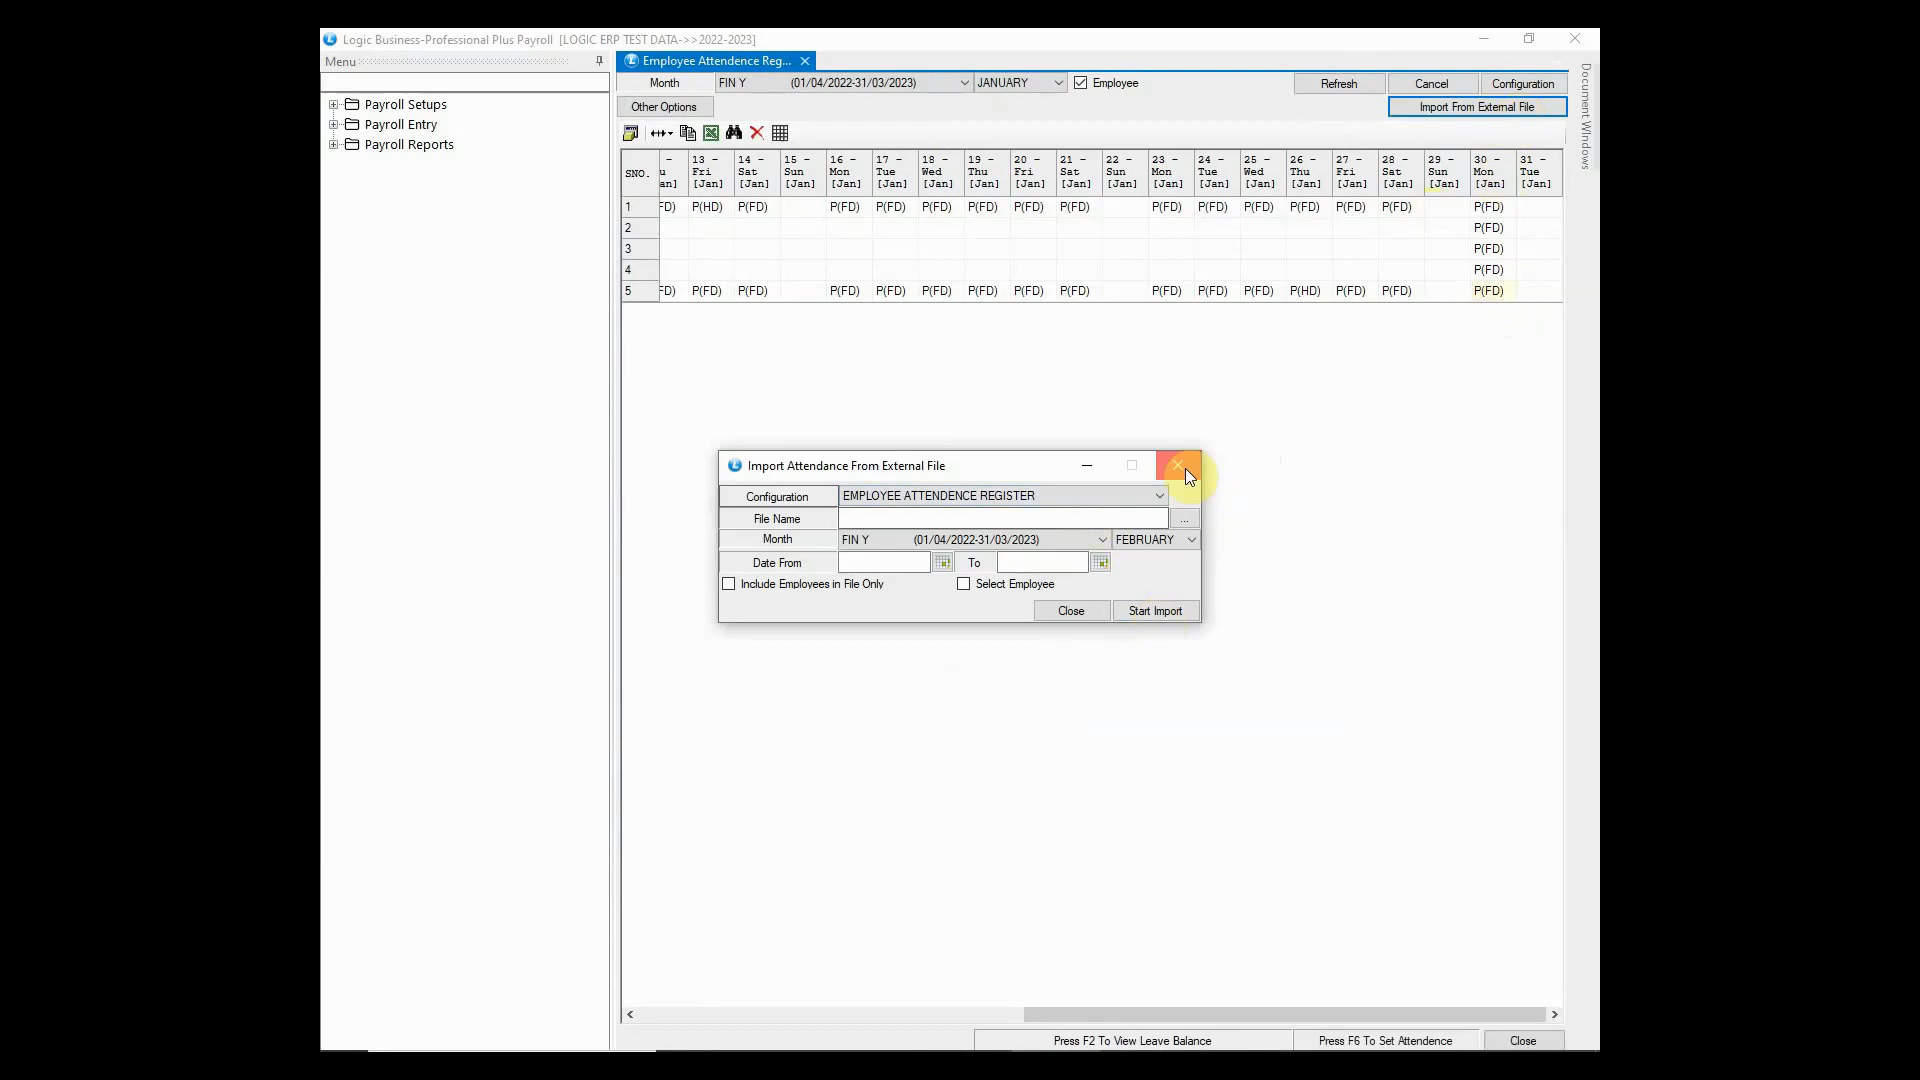 Logic Business-Professional Plus Payroll [LOGIC ERP TEST DATA->>2022-2023]
Menu
Employee Attendence Reg...
Month FIN Y (01/04/2022-31/03/2023) JANUARY Employee Refresh Cancel Configuration
Other Options Import From External File
Payroll Setups
Payroll Entry
Payroll Reports
Document Windows
SNO. - 13 - 14 - 15 - 16 - 17 - 18 - 19 - 20 - 21 - 22 - 23 - 24 - 25 - 26 - 27 - 28 - 29 - 30 - 31 -
u Fri Sat Sun Mon Tue Wed Thu Fri Sat Sun Mon Tue Wed Thu Fri Sat Sun Mon Tue
an] [Jan] [Jan] [Jan] [Jan] [Jan] [Jan] [Jan] [Jan] [Jan] [Jan] [Jan] [Jan] [Jan] [Jan] [Jan] [Jan] [Jan] [Jan] [Jan]
1 FD) P(HD) P(FD) P(FD) P(FD) P(FD) P(FD) P(FD) P(FD) P(FD) P(FD) P(FD) P(FD) P(FD) P(FD) P(FD)
2 P(FD)
3 P(FD)
4 P(FD)
5 FD) P(FD) P(FD) P(FD) P(FD) P(FD) P(FD) P(FD) P(FD) P(FD) P(FD) P(FD) P(HD) P(FD) P(FD) P(FD)
Import Attendance From External File
Configuration EMPLOYEE ATTENDENCE REGISTER
File Name ...
Month FIN Y (01/04/2022-31/03/2023) FEBRUARY
Date From To
Include Employees in File Only Select Employee
Close Start Import
Press F2 To View Leave Balance Press F6 To Set Attendence Close